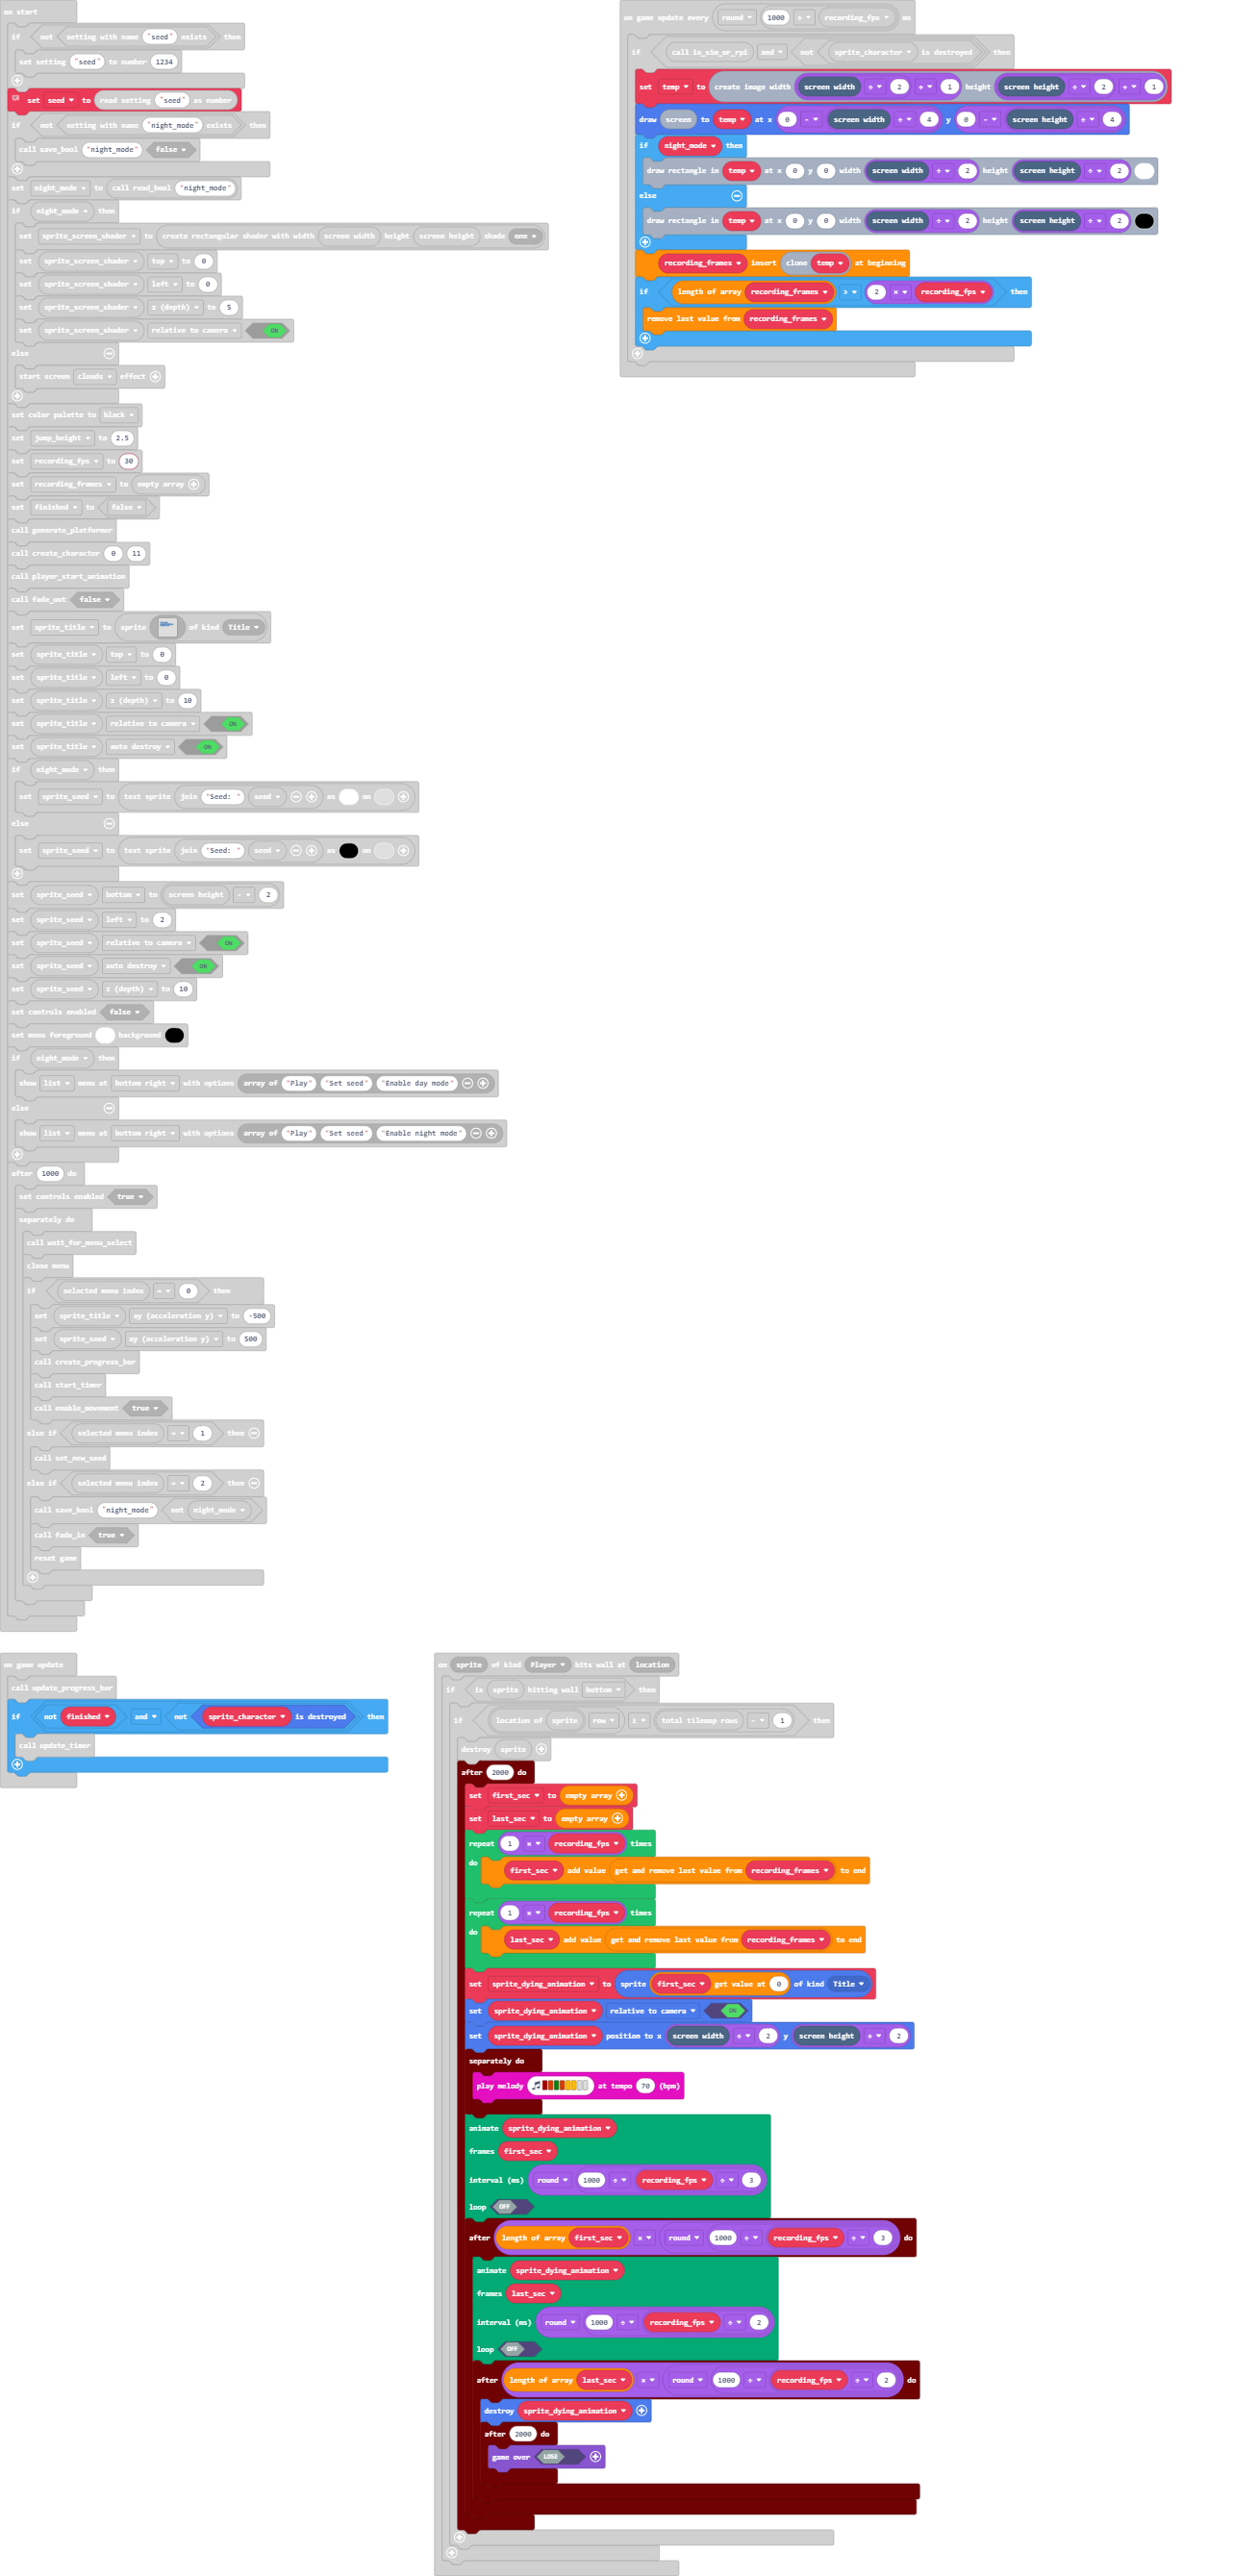 on start
if not setting with name "seed" exists then
set setting "seed" to number 1234
set seed to read setting "seed" as number
if not setting with name "night_mode" exists then
call save_bool "night_mode" false
set night_mode to call read_bool "night_mode"
if night_mode then
set sprite_screen_shader to create rectangular shader with width screen width height screen height shade one
set sprite_screen_shader top to 0
set sprite_screen_shader left to 0
set sprite_screen_shader z (depth) to 5
set sprite_screen_shader relative to camera ON
else
start screen clouds effect
set color palette to black
set jump_height to 2.5
set recording_fps to 30
set recording_frames to empty array
set finished to false
call generate_platformer
call create_character 0 11
call player_start_animation
call fade_out false
set sprite_title to sprite of kind Title
set sprite_title top to 0
set sprite_title left to 0
set sprite_title z (depth) to 10
set sprite_title relative to camera ON
set sprite_title auto destroy ON
if night_mode then
set sprite_seed to text sprite join "Seed: " seed as on
else
set sprite_seed to text sprite join "Seed: " seed as on
set sprite_seed bottom to screen height - 2
set sprite_seed left to 2
set sprite_seed relative to camera ON
set sprite_seed auto destroy ON
set sprite_seed z (depth) to 10
set controls enabled false
set menu foreground background
if night_mode then
show list menu at bottom right with options array of "Play" "Set seed" "Enable day mode"
else
show list menu at bottom right with options array of "Play" "Set seed" "Enable night mode"
after 1000 do
set controls enabled true
separately do
call wait_for_menu_select
close menu
if selected menu index = 0 then
set sprite_title ay (acceleration y) to -500
set sprite_seed ay (acceleration y) to 500
call create_progress_bar
call start_timer
call enable_movement true
else if selected menu index = 1 then
call set_new_seed
else if selected menu index = 2 then
call save_bool "night_mode" not night_mode
call fade_in true
reset game
on game update every round 1000 ÷ recording_fps ms
if call in_sim_or_rpi and not sprite_character is destroyed then
set temp to create image width screen width ÷ 2 + 1 height screen height ÷ 2 + 1
draw screen to temp at x 0 - screen width ÷ 4 y 0 - screen height ÷ 4
if night_mode then
draw rectangle in temp at x 0 y 0 width screen width ÷ 2 height screen height ÷ 2
else
draw rectangle in temp at x 0 y 0 width screen width ÷ 2 height screen height ÷ 2
recording_frames insert clone temp at beginning
if length of array recording_frames > 2 × recording_fps then
remove last value from recording_frames
on game update
call update_progress_bar
if not finished and not sprite_character is destroyed then
call update_timer
on sprite of kind Player hits wall at location
if is sprite hitting wall bottom then
if location of sprite row ≥ total tilemap rows - 1 then
destroy sprite
after 2000 do
set first_sec to empty array
set last_sec to empty array
repeat 1 × recording_fps times
do first_sec add value get and remove last value from recording_frames to end
repeat 1 × recording_fps times
do last_sec add value get and remove last value from recording_frames to end
set sprite_dying_animation to sprite first_sec get value at 0 of kind Title
set sprite_dying_animation relative to camera ON
set sprite_dying_animation position to x screen width ÷ 2 y screen height ÷ 2
separately do
play melody at tempo 70 (bpm)
animate sprite_dying_animation
frames first_sec
interval (ms) round 1000 ÷ recording_fps ÷ 3
loop OFF
after length of array first_sec × round 1000 ÷ recording_fps ÷ 3 do
animate sprite_dying_animation
frames last_sec
interval (ms) round 1000 ÷ recording_fps ÷ 2
loop OFF
after length of array last_sec × round 1000 ÷ recording_fps ÷ 2 do
destroy sprite_dying_animation
after 2000 do
game over LOSE